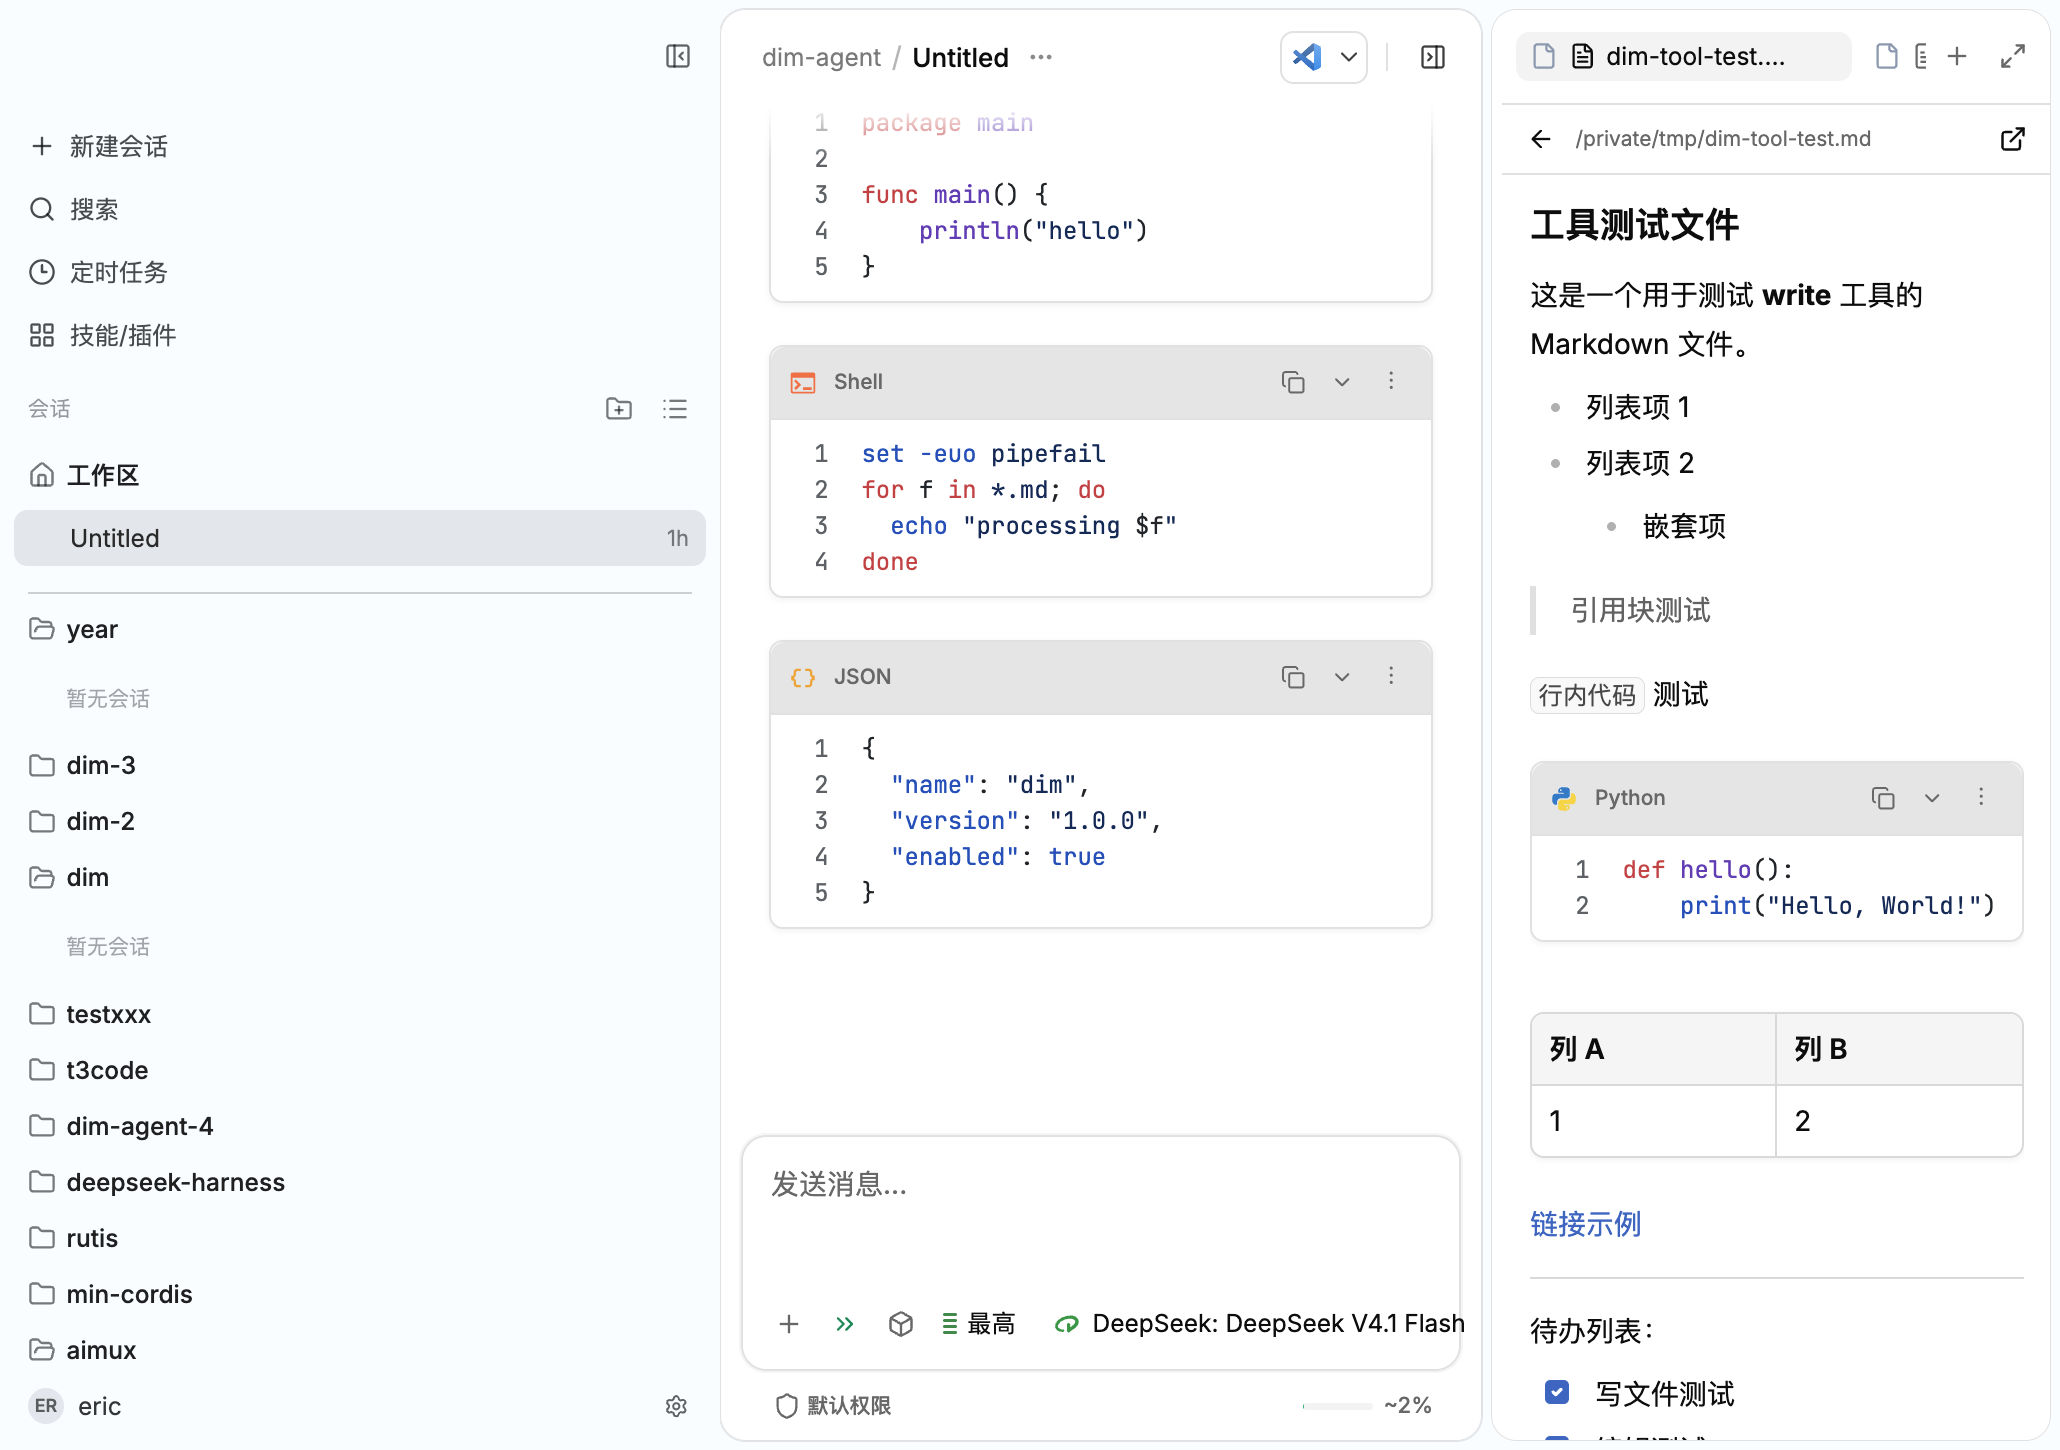 新建会话
搜索
定时任务
技能/插件
会话
工作区
Untitled 1h
year
暂无会话
dim-3
dim-2
dim
暂无会话
testxxx
t3code
dim-agent-4
deepseek-harness
rutis
min-cordis
aimux
ER eric
dim-agent / Untitled
1 package main
2
3 func main() {
4     println("hello")
5 }
Shell
1 set -euo pipefail
2 for f in *.md; do
3   echo "processing $f"
4 done
JSON
1 {
2   "name": "dim",
3   "version": "1.0.0",
4   "enabled": true
5 }
发送消息...
最高 DeepSeek: DeepSeek V4.1 Flash
默认权限 ~2%
dim-tool-test....
/private/tmp/dim-tool-test.md
工具测试文件
这是一个用于测试 write 工具的
Markdown 文件。
列表项 1
列表项 2
嵌套项
引用块测试
行内代码 测试
Python
1 def hello():
2     print("Hello, World!")
列 A 列 B
1 2
链接示例
待办列表：
写文件测试